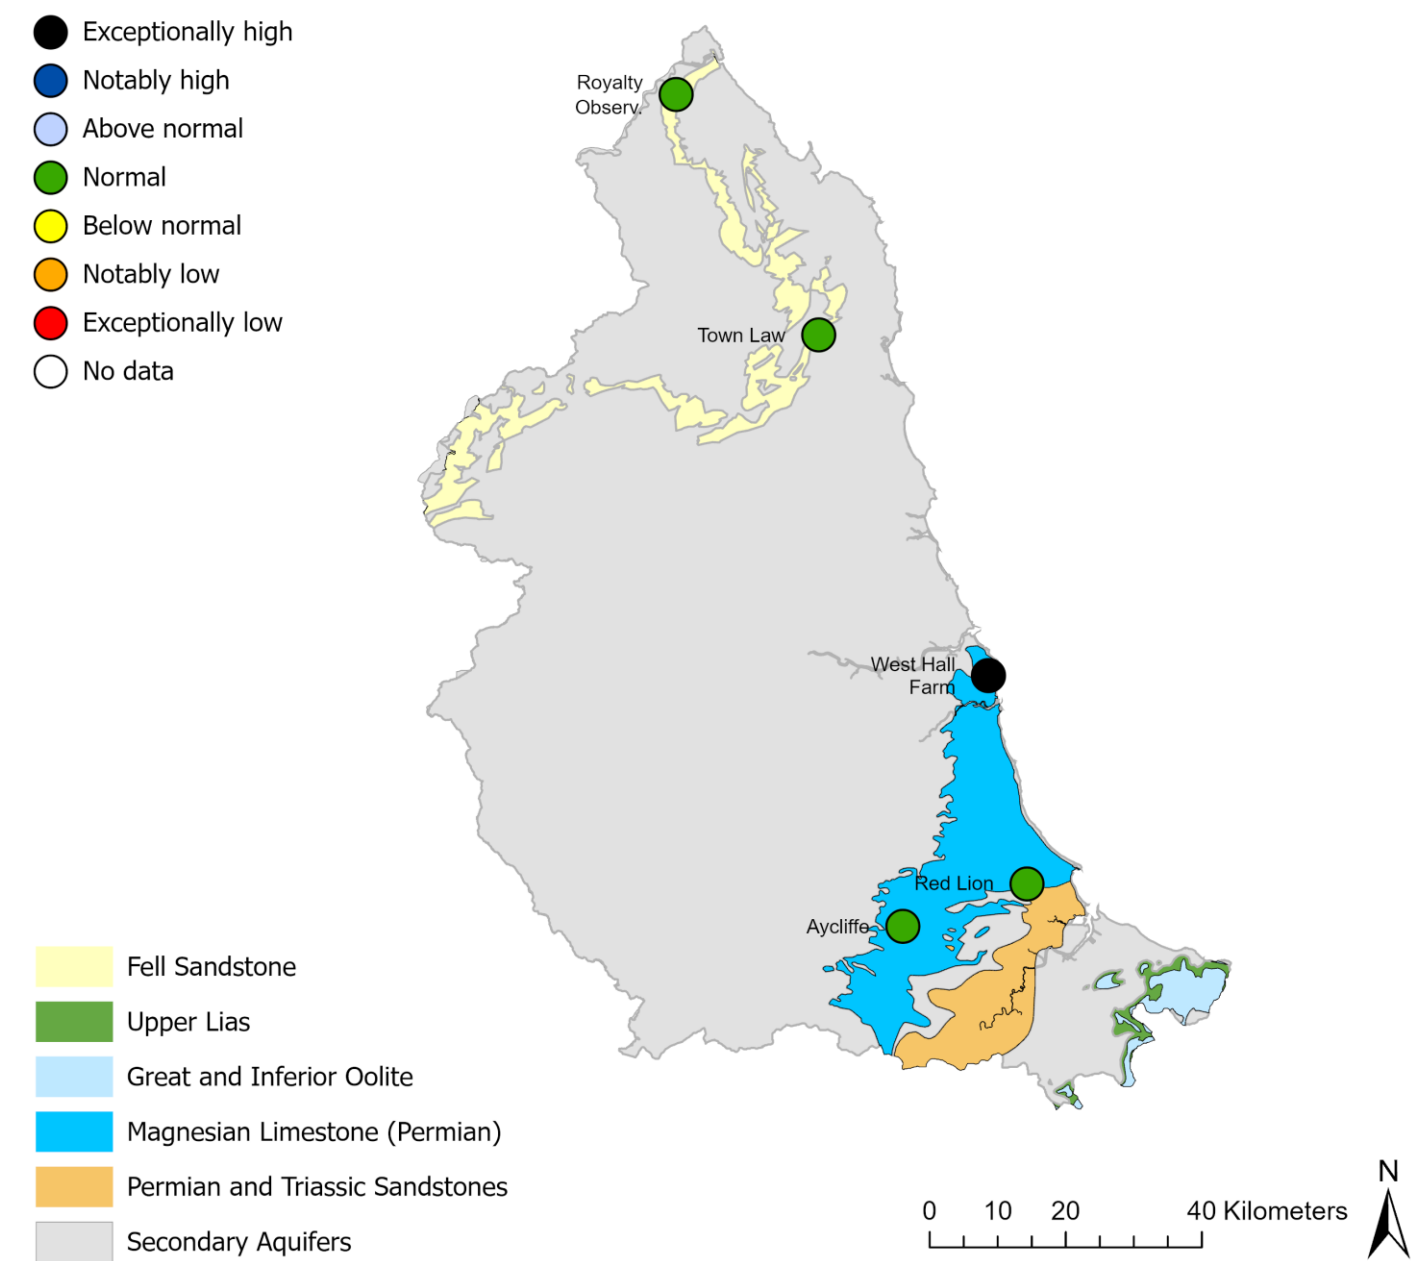 Exceptionally high
Notably high
Above normal
Normal
Below normal
Notably low
Exceptionally low
No data
Royalty
Observ.
Town Law
West Hall
Farm
Red Lion
Aycliffe
Fell Sandstone
Upper Lias
Great and Inferior Oolite
Magnesian Limestone (Permian)
Permian and Triassic Sandstones
Secondary Aquifers
N
0 10 20 40 Kilometers